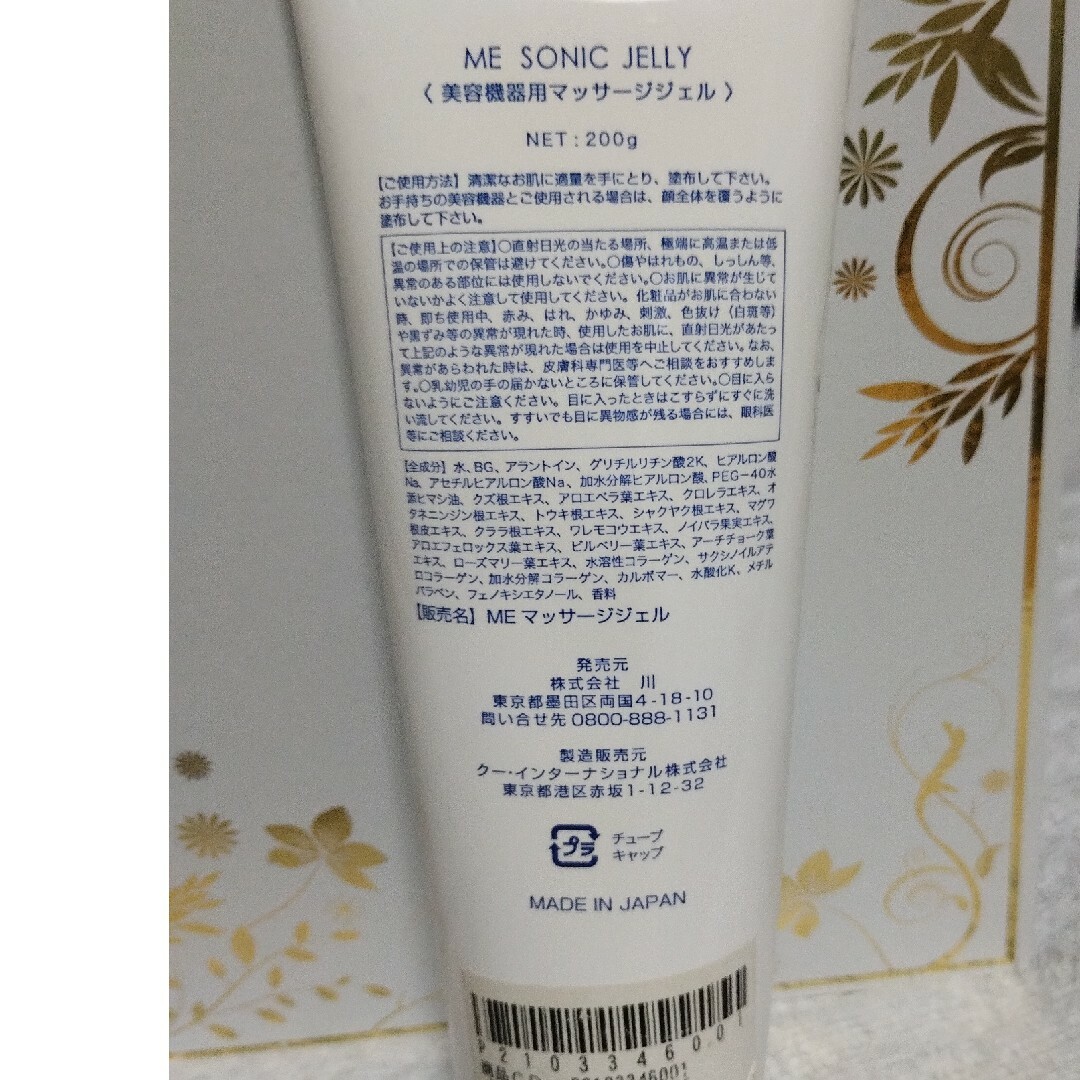 ME SONIC JELLY
〈 美容機器用マッサージジェル 〉
NET : 200g
【ご使用方法】清潔なお肌に適量を手にとり、塗布して下さい。
お手持ちの美容機器とご使用される場合は、顔全体を覆うように
塗布して下さい。
【ご使用上の注意】○直射日光の当たる場所、極端に高温または低
温の場所での保管は避けてください。○傷やはれもの、しっしん等、
異常のある部位には使用しないでください。○お肌に異常が生じて
いないかよく注意して使用してください。化粧品がお肌に合わない
時、即ち使用中、赤み、はれ、かゆみ、刺激、色抜け（白斑等）
や黒ずみ等の異常が現れた時、使用したお肌に、直射日光があたっ
て上記のような異常が現れた場合は使用を中止してください。なお、
異常があらわれた時は、皮膚科専門医等へご相談をおすすめしま
す。○乳幼児の手の届かないところに保管してください。○目に入ら
ないようにご注意ください。目に入ったときはこすらずにすぐに洗
い流してください。すすいでも目に異物感が残る場合には、眼科医
等にご相談ください。
【全成分】水、BG、アラントイン、グリチルリチン酸2K、ヒアルロン酸
Na、アセチルヒアルロン酸Na、加水分解ヒアルロン酸、PEG-40水
添ヒマシ油、クズ根エキス、アロエベラ葉エキス、クロレラエキス、オ
タネニンジン根エキス、トウキ根エキス、シャクヤク根エキス、マグワ
根皮エキス、クララ根エキス、ワレモコウエキス、ノイバラ果実エキス、
アロエフェロックス葉エキス、ビルベリー葉エキス、アーチチョーク葉
エキス、ローズマリー葉エキス、水溶性コラーゲン、サクシノイルアテ
ロコラーゲン、加水分解コラーゲン、カルボマー、水酸化K、メチル
パラベン、フェノキシエタノール、香料
【販売名】MEマッサージジェル
発売元
株式会社　川
東京都墨田区両国4-18-10
問い合せ先 0800-888-1131
製造販売元
クー・インターナショナル株式会社
東京都港区赤坂1-12-32
プラ
チューブ
キャップ
MADE IN JAPAN
P210334600 1